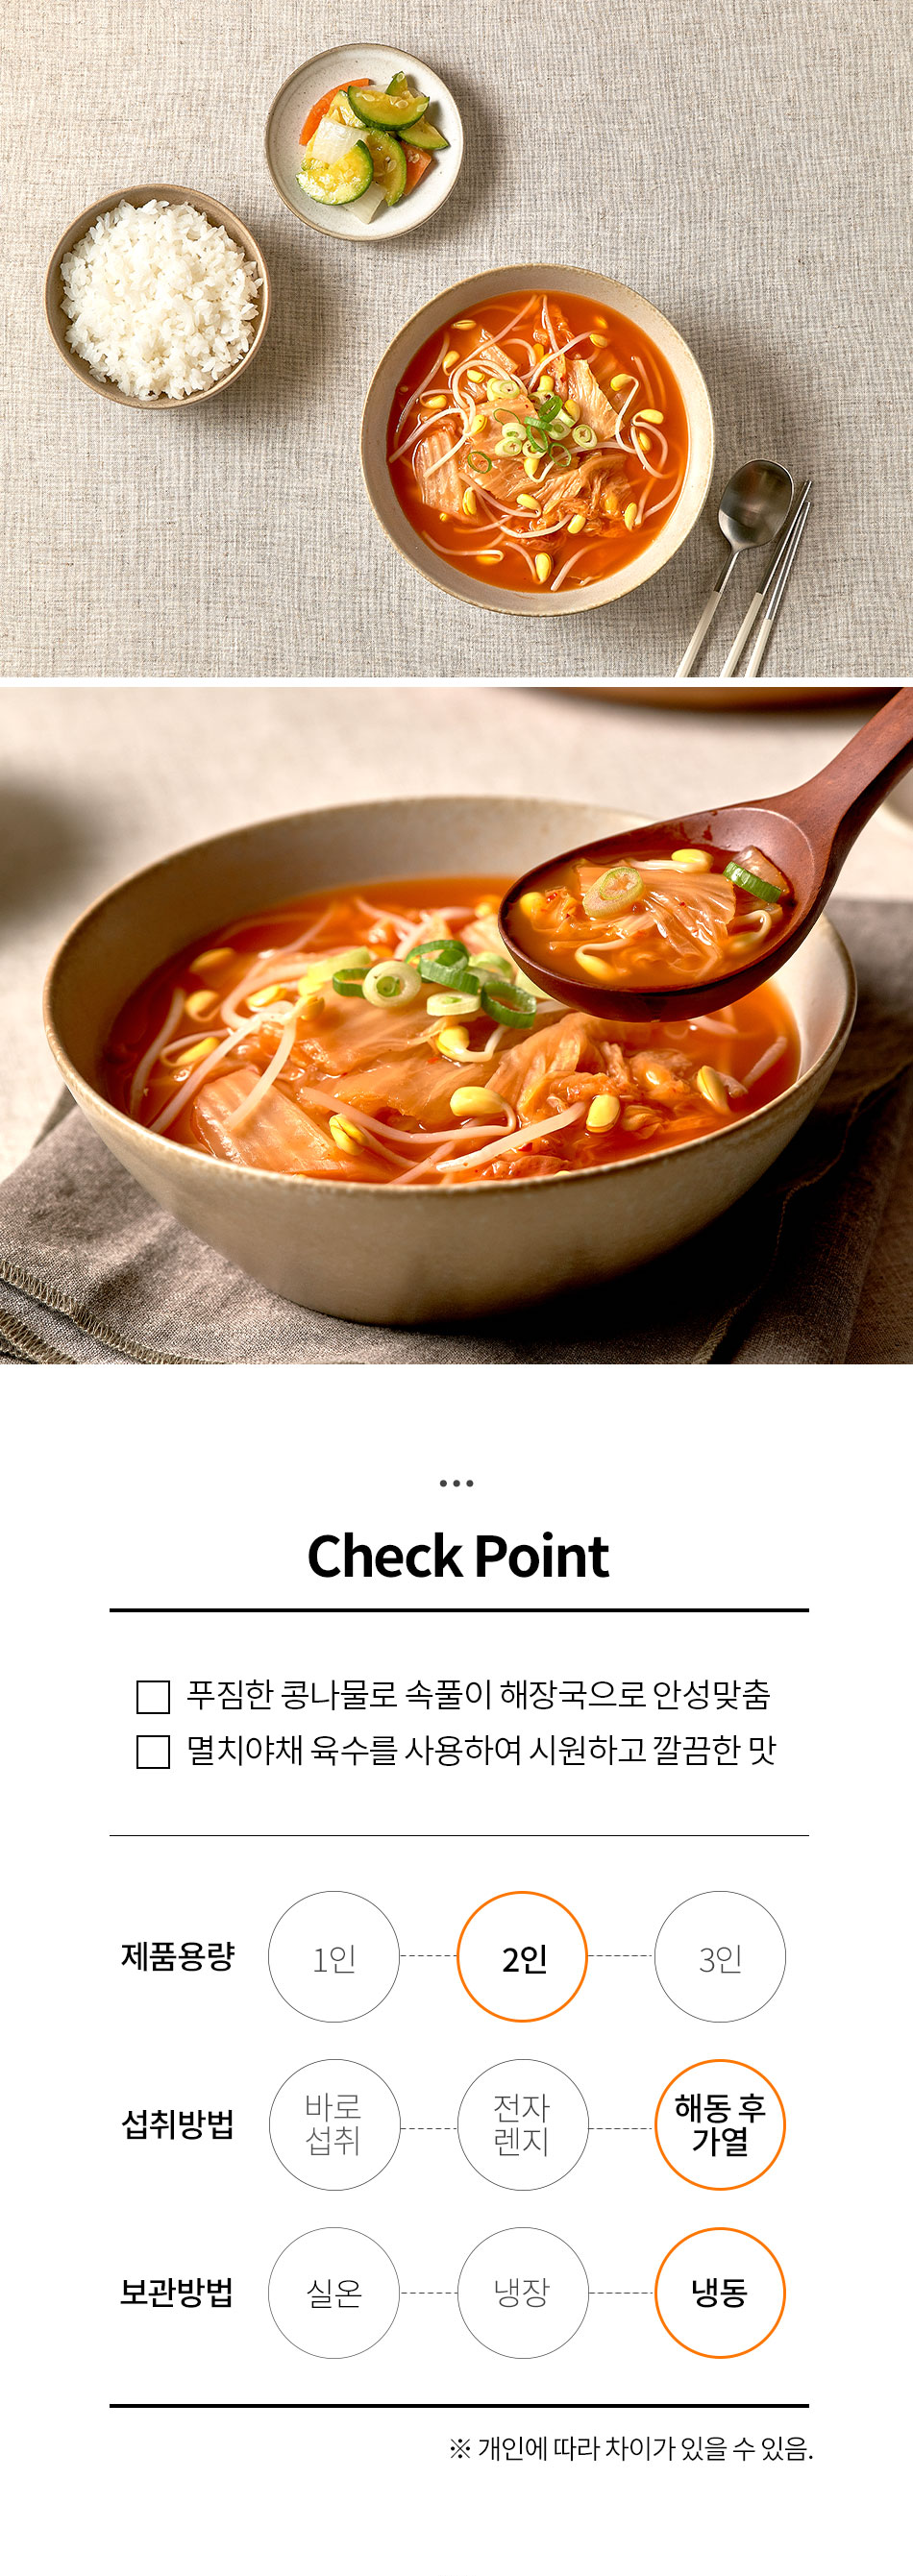 Check Point
푸짐한 콩나물로 속풀이 해장국으로 안성맞춤
멸치야채 육수를 사용하여 시원하고 깔끔한 맛
제품용량 1인 2인 3인
섭취방법 바로 섭취 전자 렌지 해동 후 가열
보관방법 실온 냉장 냉동
※ 개인에 따라 차이가 있을 수 있음.